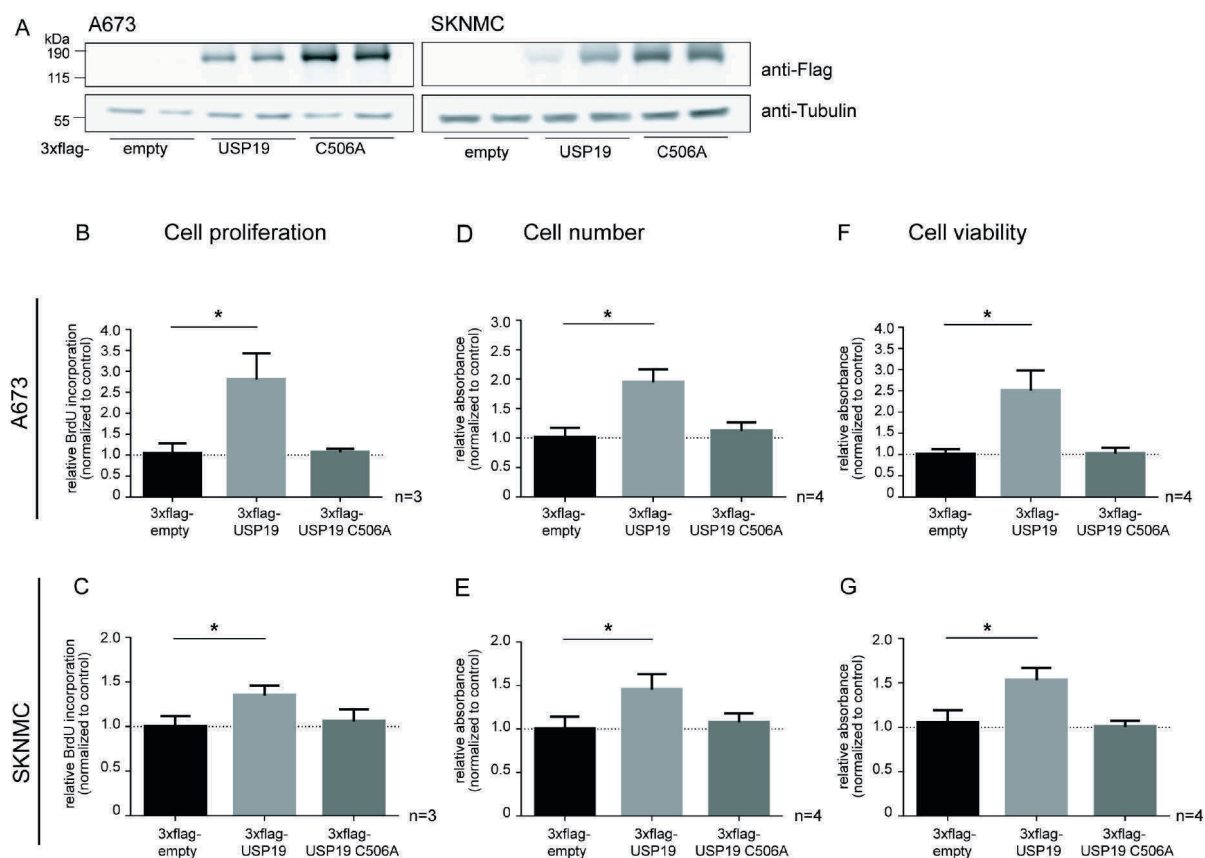 A
A673
SKNMC
kDa
190
115
55
anti-Flag
anti-Tubulin
3xflag-
empty
USP19
C506A
empty
USP19
C506A
B
Cell proliferation
D
Cell number
F
Cell viability
A673
relative BrdU incorporation
(normalized to control)
4.0
3.5
3.0
2.5
2.0
1.5
1.0
0.5
0
*
3xflag-
empty
3xflag-
USP19
3xflag-
USP19 C506A
n=3
relative absorbance
(normalized to control)
3.0
2.5
2.0
1.5
1.0
0.5
0
*
3xflag-
empty
3xflag-
USP19
3xflag-
USP19 C506A
n=4
relative absorbance
(normalized to control)
4.0
3.5
3.0
2.5
2.0
1.5
1.0
0.5
0
*
3xflag-
empty
3xflag-
USP19
3xflag-
USP19 C506A
n=4
SKNMC
C
relative BrdU incorporation
(normalized to control)
2.0
1.5
1.0
0.5
0
*
3xflag-
empty
3xflag-
USP19
3xflag-
USP19 C506A
n=3
E
relative absorbance
(normalized to control)
2.0
1.5
1.0
0.5
0
*
3xflag-
empty
3xflag-
USP19
3xflag-
USP19 C506A
n=4
G
relative absorbance
(normalized to control)
2.0
1.5
1.0
0.5
0
*
3xflag-
empty
3xflag-
USP19
3xflag-
USP19 C506A
n=4